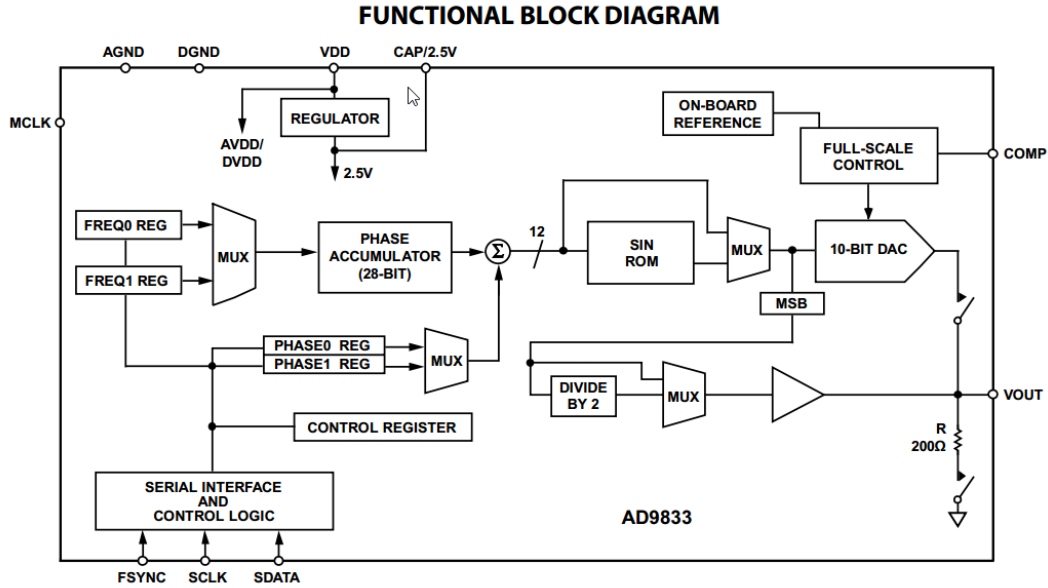 FUNCTIONAL BLOCK DIAGRAM
AGND
DGND
VDD
CAP/2.5V
MCLK
REGULATOR
AVDD/
DVDD
2.5V
ON-BOARD
REFERENCE
FULL-SCALE
CONTROL
COMP
FREQ0 REG
FREQ1 REG
MUX
PHASE
ACCUMULATOR
(28-BIT)
Σ
12
SIN
ROM
MUX
10-BIT DAC
MSB
PHASE0 REG
PHASE1 REG
MUX
DIVIDE
BY 2
MUX
VOUT
R
200Ω
CONTROL REGISTER
SERIAL INTERFACE
AND
CONTROL LOGIC
AD9833
FSYNC
SCLK
SDATA